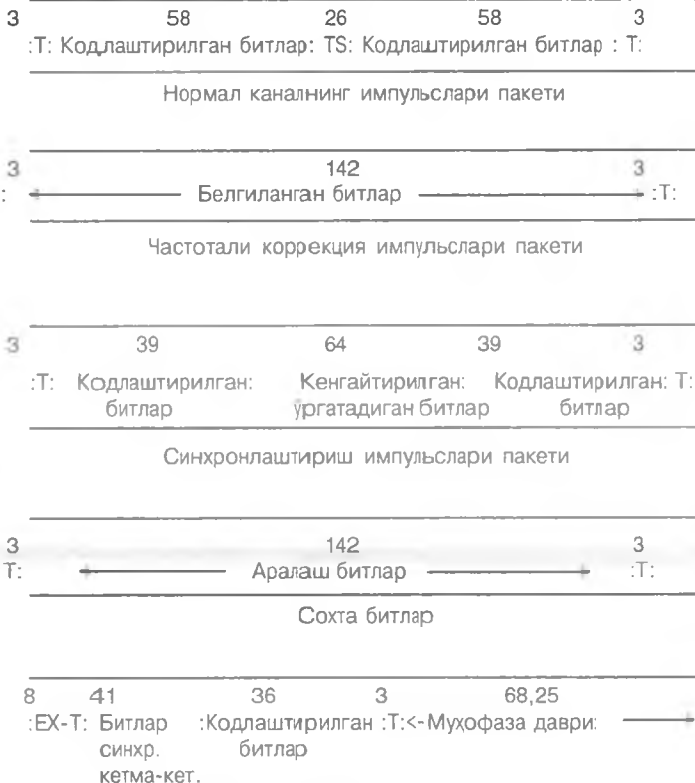 3 58 26 58 3
:T: Кодлаштирилган битлар: TS: Кодлаштирилган битлар : T:
Нормал каналнинг импульслари пакети
3 142 3
: Белгиланган битлар :T:
Частотали коррекция импульслари пакети
3 39 64 39 3
:T: Кодлаштирилган: Кенгайтирилган: Кодлаштирилган: T:
битлар ўргатадиган битлар битлар
Синхронлаштириш импульслари пакети
3 142 3
T: Аралаш битлар :T:
Сохта битлар
8 41 36 3 68,25
:EX-T: Битлар :Кодлаштирилган :T:<-Муҳофаза даври:
синхр. битлар
кетма-кет.